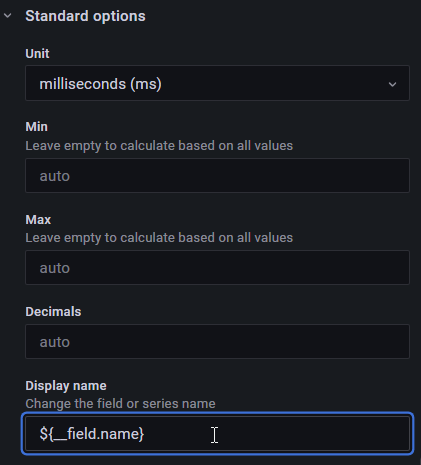 Standard options
Unit
milliseconds (ms)
Min
Leave empty to calculate based on all values
auto
Max
Leave empty to calculate based on all values
auto
Decimals
auto
Display name
Change the field or series name
${__field.name}